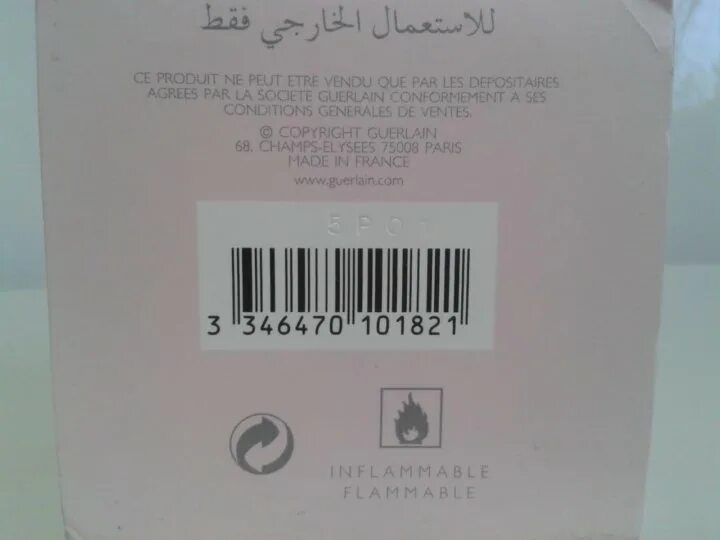 للاستعمال الخارجي فقط
CE PRODUIT NE PEUT ETRE VENDU QUE PAR LES DEPOSITAIRES
AGREES PAR LA SOCIETE GUERLAIN CONFORMEMENT A SES
CONDITIONS GENERALES DE VENTES.
© COPYRIGHT GUERLAIN
68, CHAMPS-ELYSEES 75008 PARIS
MADE IN FRANCE
www.guerlain.com
5P01
3 346470 101821
INFLAMMABLE
FLAMMABLE